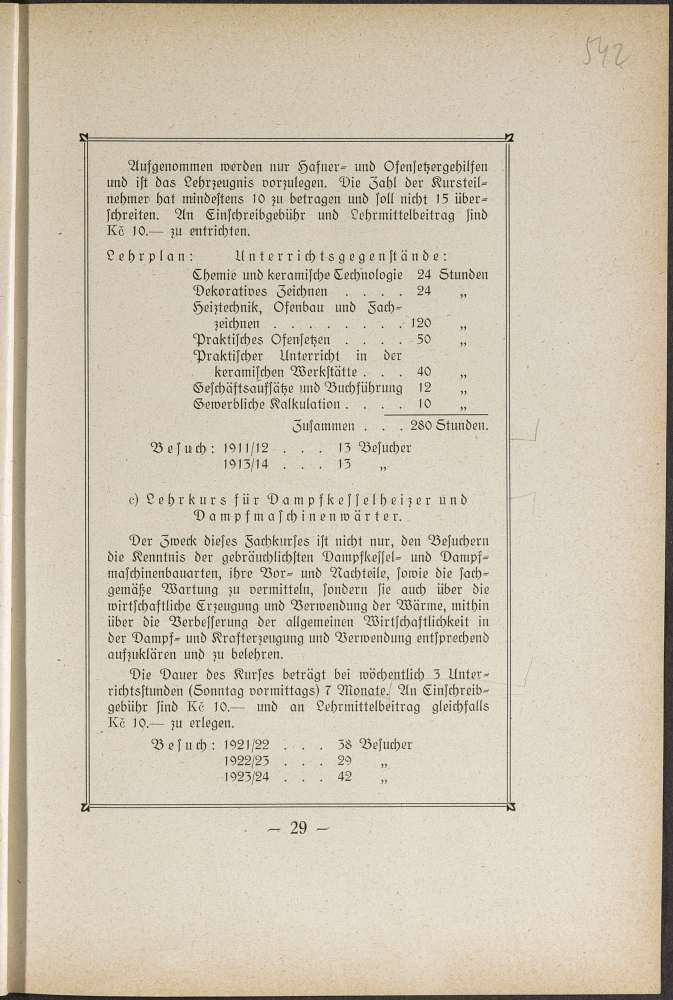 542
Aufgenommen werden nur Hafner- und Ofensetzergehilfen
und ist das Lehrzeugnis vorzulegen. Die Zahl der Kursteil-
nehmer hat mindestens 10 zu betragen und soll nicht 15 über-
schreiten. An Einschreibgebühr und Lehrmittelbeitrag sind
Kč 10.— zu entrichten.
Lehrplan: Unterrichtsgegenstände:
Chemie und keramische Technologie 24 Stunden
Dekoratives Zeichnen . . . . 24 „
Heiztechnik, Ofenbau und Fach-
zeichnen . . . . . . . . 120 „
Praktisches Ofensetzen . . . . 50 „
Praktischer Unterricht in der
keramischen Werkstätte . . . 40 „
Geschäftsaufsätze und Buchführung 12 „
Gewerbliche Kalkulation . . . . 10 „
Zusammen . . . 280 Stunden.
Besuch: 1911/12 . . . 13 Besucher
1913/14 . . . 13 „
c) Lehrkurs für Dampfkesselheizer und
Dampfmaschinenwärter.
Der Zweck dieses Fachkurses ist nicht nur, den Besuchern
die Kenntnis der gebräuchlichsten Dampfkessel- und Dampf-
maschinenbauarten, ihre Vor- und Nachteile, sowie die sach-
gemäße Wartung zu vermitteln, sondern sie auch über die
wirtschaftliche Erzeugung und Verwendung der Wärme, mithin
über die Verbesserung der allgemeinen Wirtschaftlichkeit in
der Dampf- und Krafterzeugung und Verwendung entsprechend
aufzuklären und zu belehren.
Die Dauer des Kurses beträgt bei wöchentlich 3 Unter-
richtsstunden (Sonntag vormittags) 7 Monate. An Einschreib-
gebühr sind Kč 10.— und an Lehrmittelbeitrag gleichfalls
Kč 10.— zu erlegen.
Besuch: 1921/22 . . . 38 Besucher
1922/23 . . . 29 „
1923/24 . . . 42 „
— 29 —